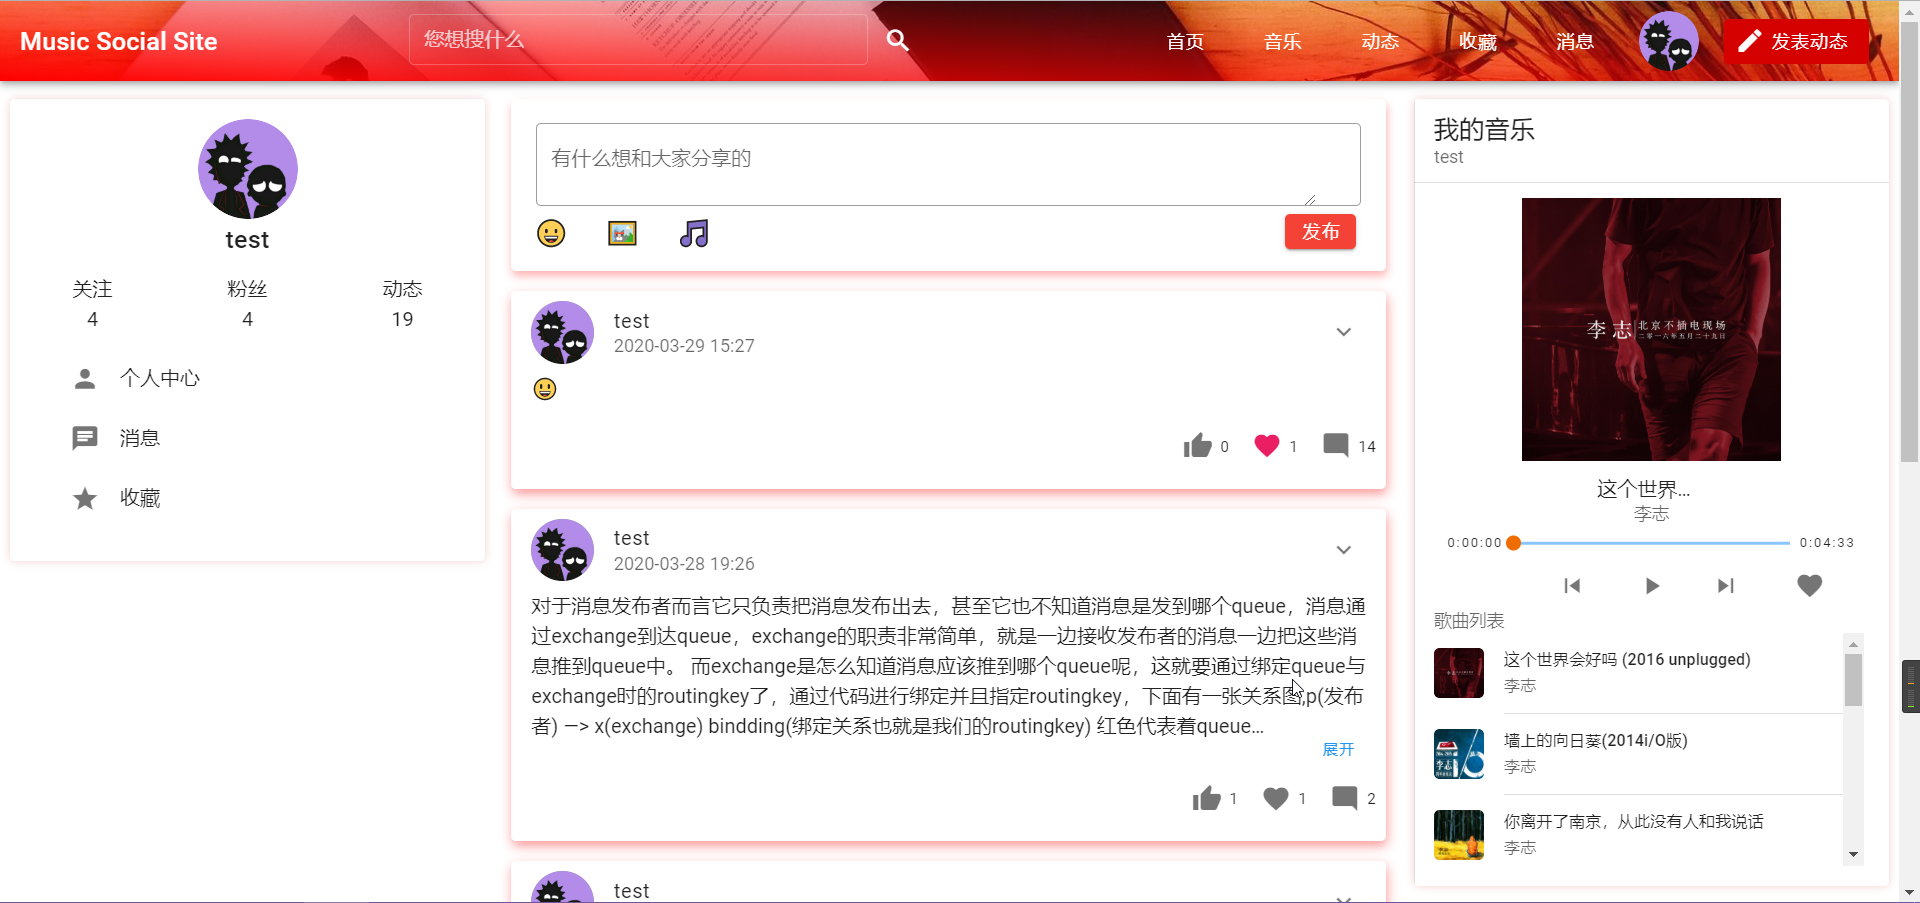 Music Social Site
您想搜什么
首页
音乐
动态
收藏
消息
发表动态
test
关注
粉丝
动态
4
4
19
个人中心
消息
收藏
有什么想和大家分享的
发布
test
2020-03-29 15:27
0
1
14
test
2020-03-28 19:26
对于消息发布者而言它只负责把消息发布出去，甚至它也不知道消息是发到哪个queue，消息通
过exchange到达queue，exchange的职责非常简单，就是一边接收发布者的消息一边把这些消
息推到queue中。 而exchange是怎么知道消息应该推到哪个queue呢，这就要通过绑定queue与
exchange时的routingkey了，通过代码进行绑定并且指定routingkey，下面有一张关系图,p(发布
者) —> x(exchange) bindding(绑定关系也就是我们的routingkey) 红色代表着queue...
展开
1
1
2
test
我的音乐
test
李志
北京不插电现场
二零一六年五月二十九日
这个世界...
李志
0:00:00
0:04:33
歌曲列表
这个世界会好吗 (2016 unplugged)
李志
墙上的向日葵(2014i/O版)
李志
你离开了南京，从此没有人和我说话
李志